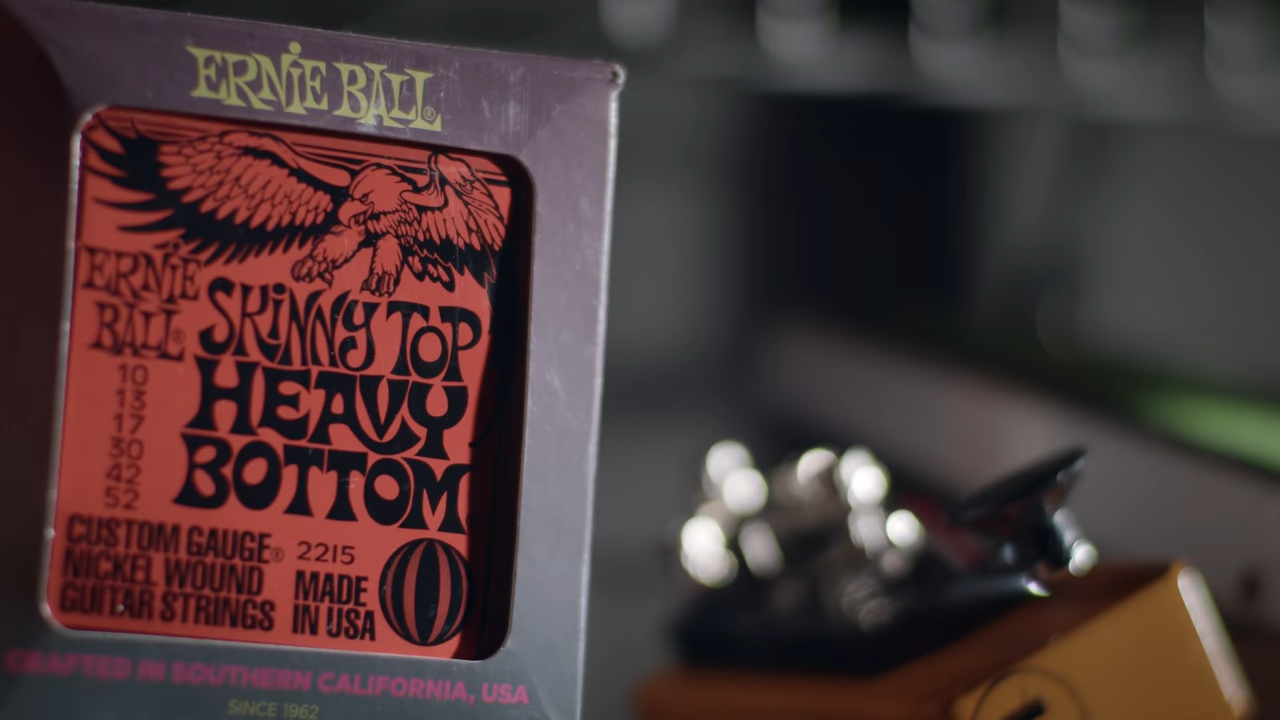 ERNIE BALL®
ERNIE
BALL®
SKINNY TOP
HEAVY
BOTTOM
10
13
17
30
42
52
CUSTOM GAUGE®
NICKEL WOUND
GUITAR STRINGS
2215
MADE
IN USA
CRAFTED IN SOUTHERN CALIFORNIA, USA
SINCE 1962